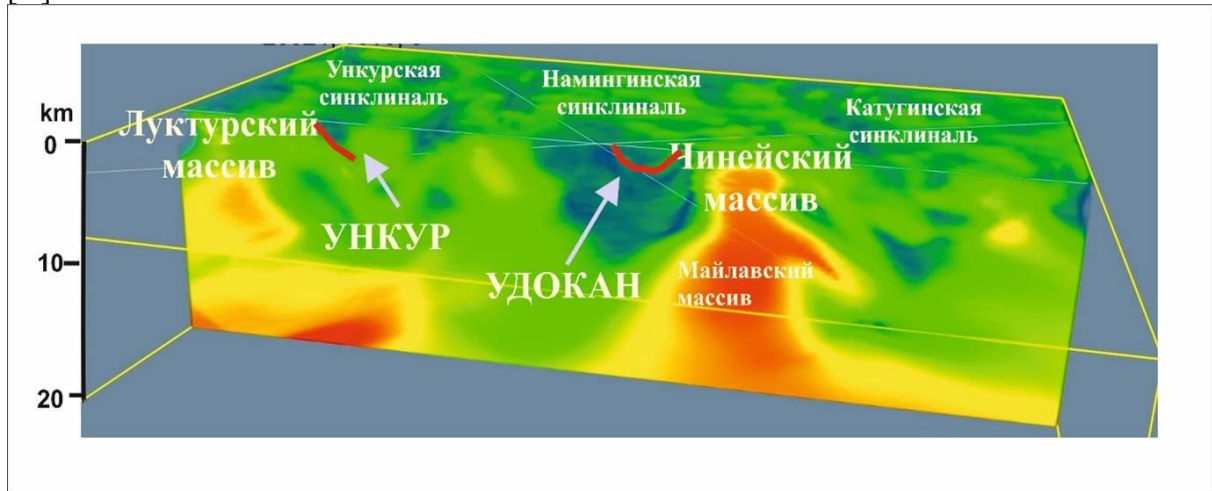 Ункурская
синклиналь
Намингинская
синклиналь
Катугинская
синклиналь
km
0
10
20
Луктурский
массив
Чинейский
массив
УНКУР
УДОКАН
Майлавский
массив